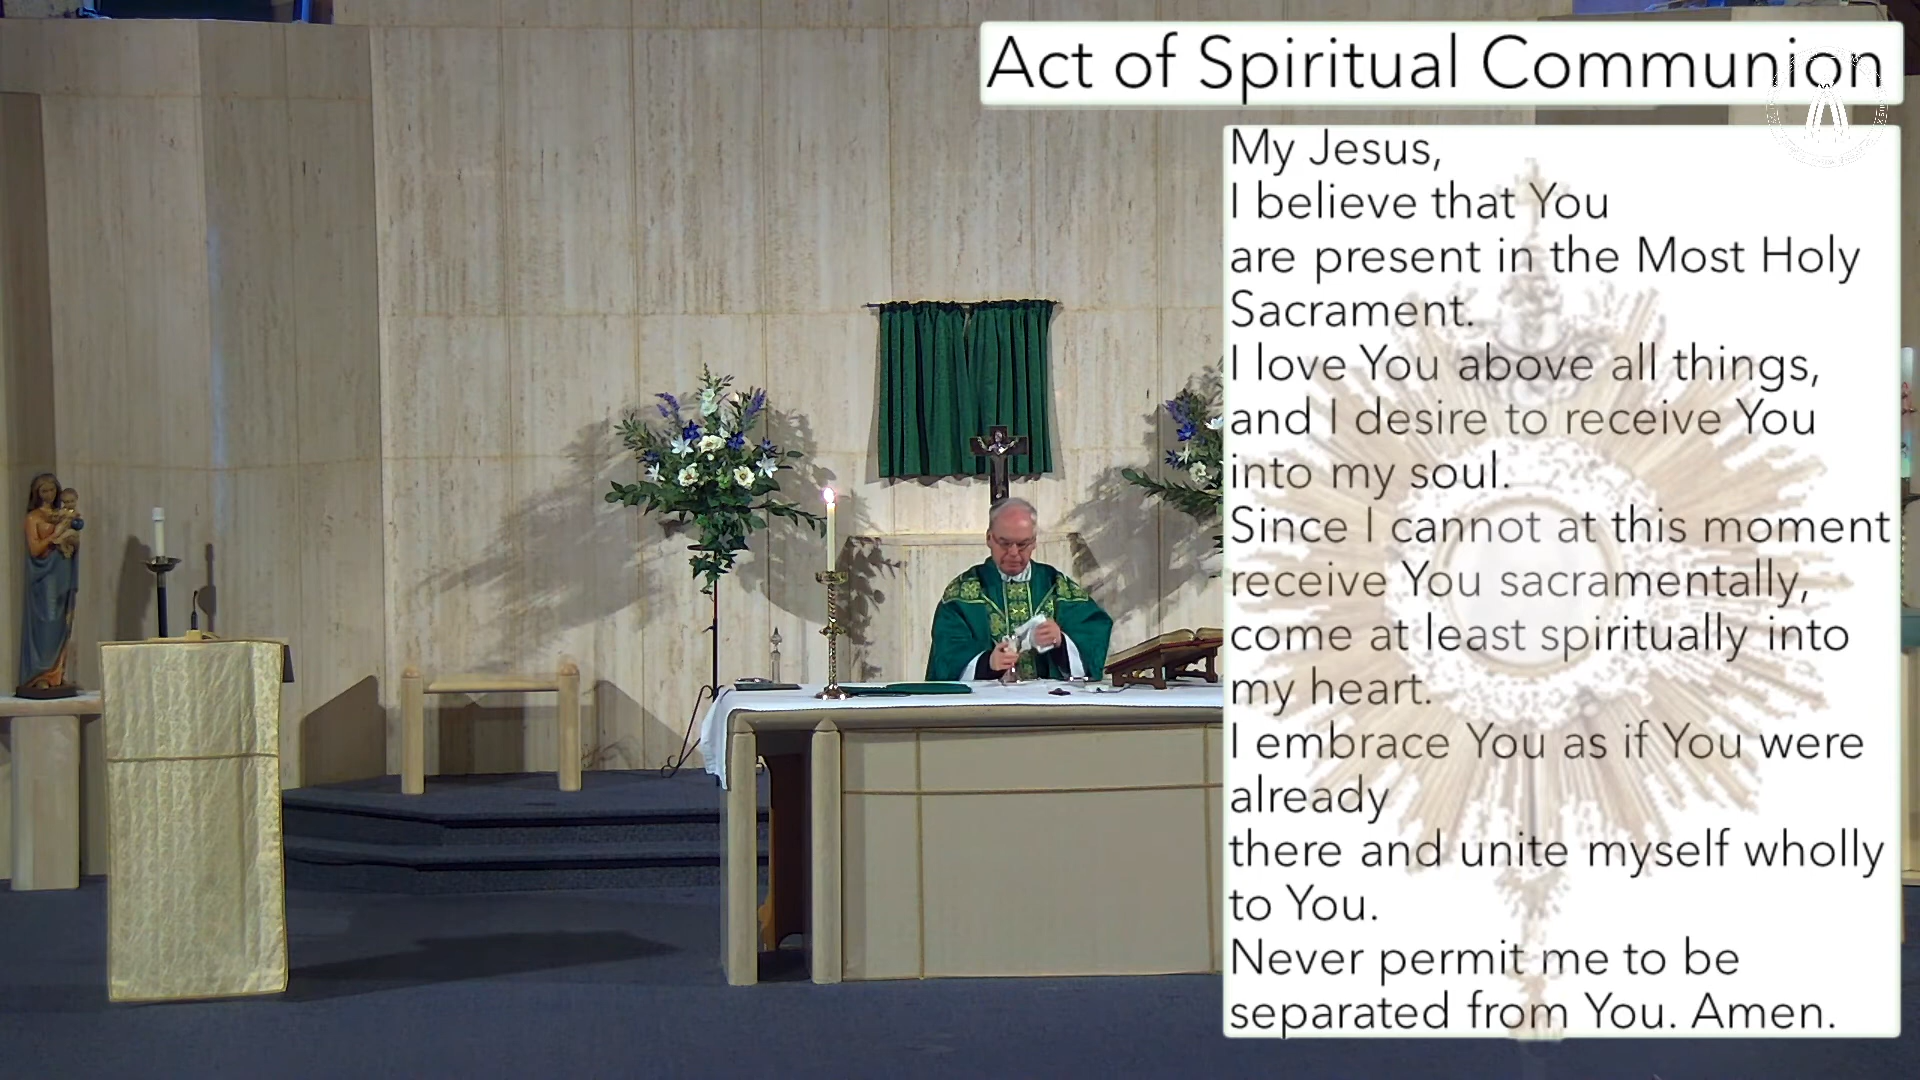 Act of Spiritual Communion
My Jesus,
I believe that You
are present in the Most Holy
Sacrament.
I love You above all things,
and I desire to receive You
into my soul.
Since I cannot at this moment
receive You sacramentally,
come at least spiritually into
my heart.
I embrace You as if You were
already
there and unite myself wholly
to You.
Never permit me to be
separated from You. Amen.